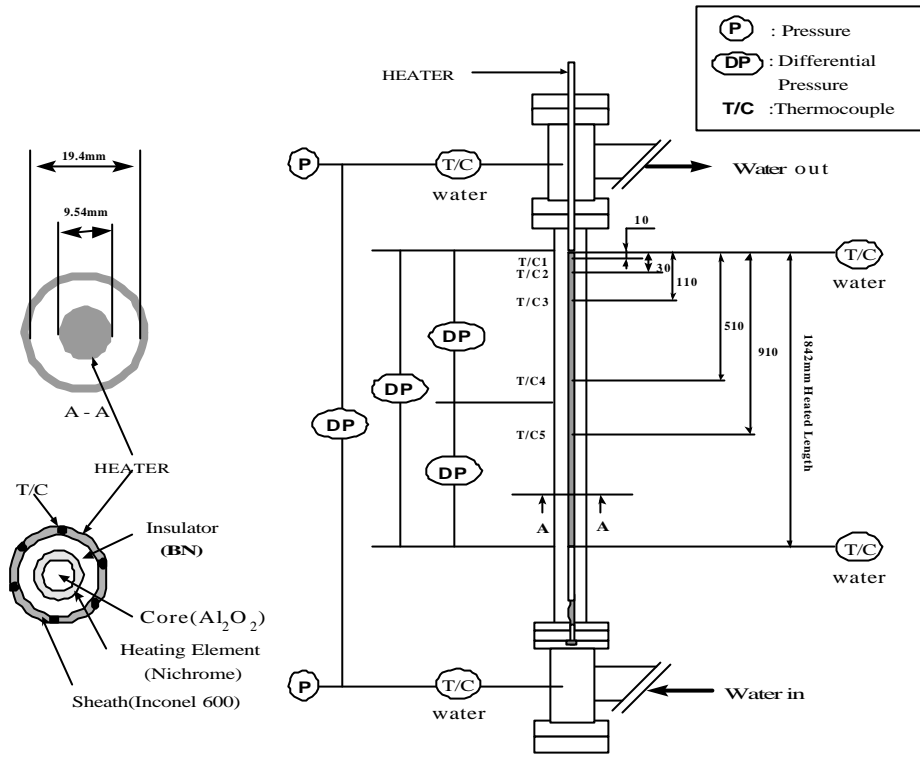 P : Pressure
DP : Differential
Pressure
T/C :Thermocouple
HEATER
19.4mm
9.54mm
A - A
HEATER
T/C
Insulator
(BN)
Core(Al2O2)
Heating Element
(Nichrome)
Sheath(Inconel 600)
P
T/C
water
Water out
10
T/C1
T/C2
30
T/C3
110
T/C
water
DP
510
910
DP
T/C4
DP
T/C5
1842mm Heated Length
DP
A
A
T/C
water
P
T/C
water
Water in